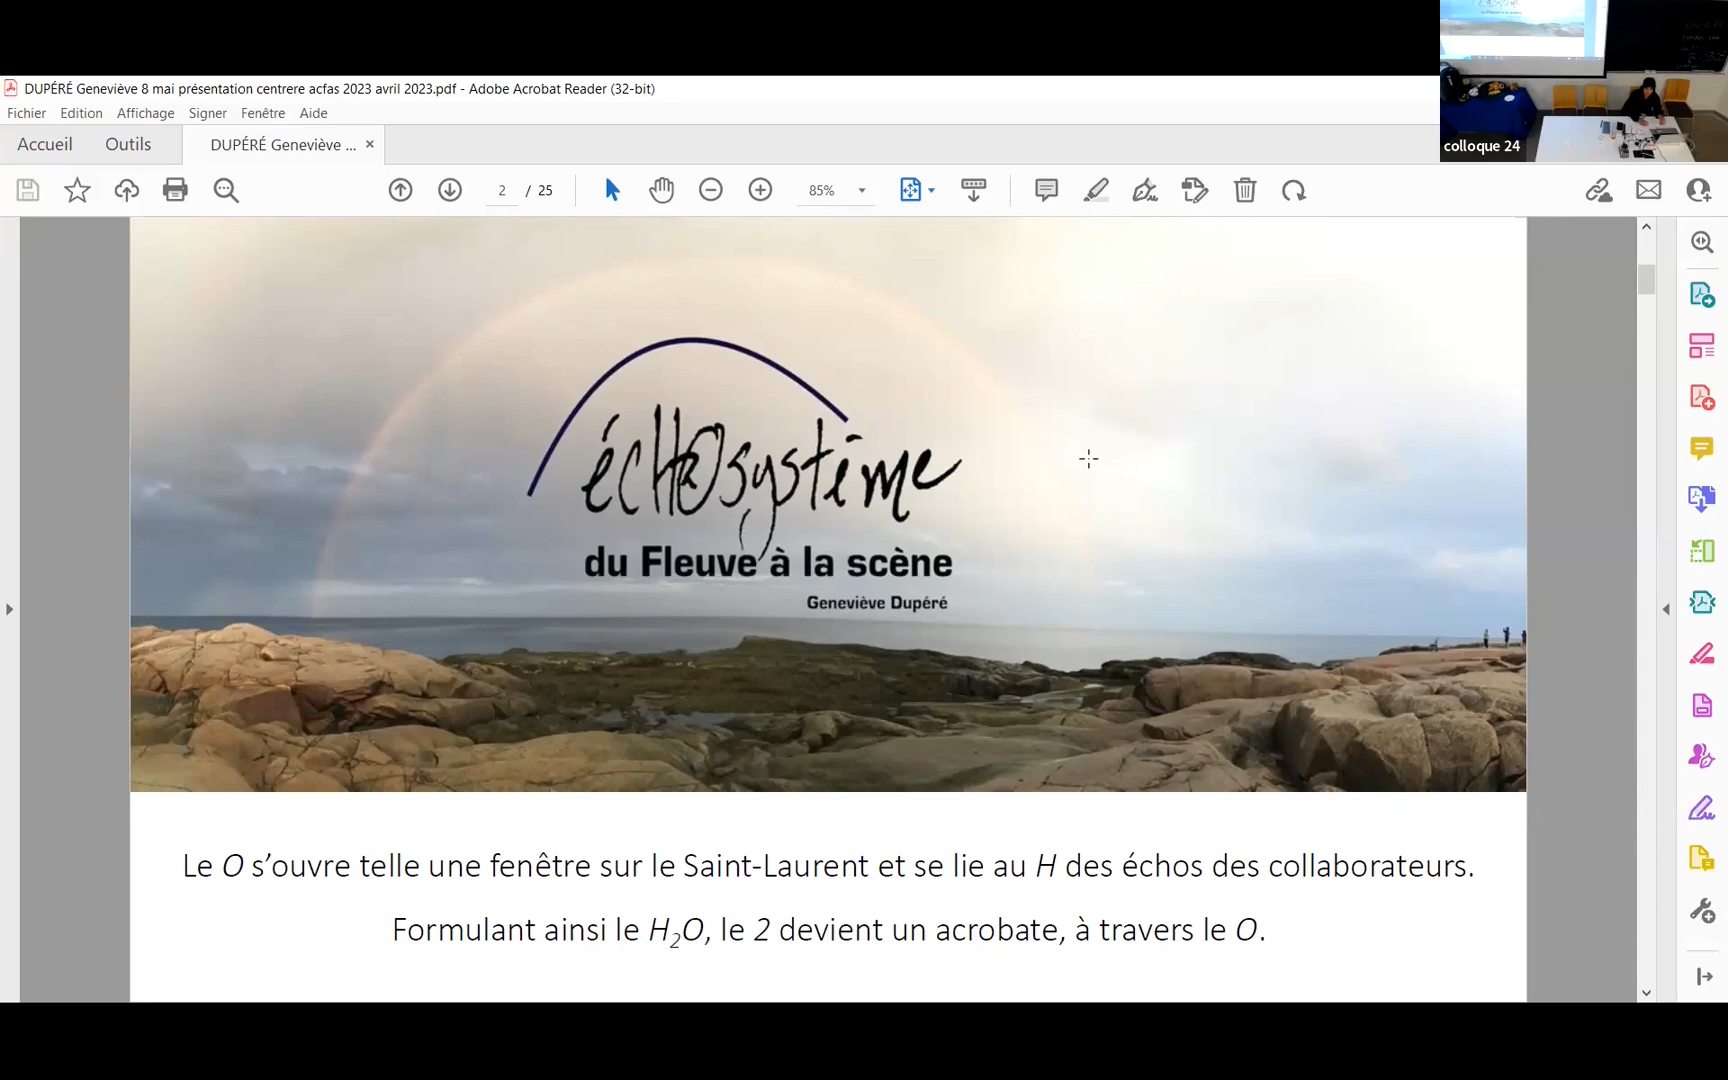 DUPÉRÉ Geneviève 8 mai présentation centrere acfas 2023 avril 2023.pdf - Adobe Acrobat Reader (32-bit)
Fichier Edition Affichage Signer Fenêtre Aide
Accueil Outils DUPÉRÉ Geneviève ... ×
2 / 25 85%
colloque 24
écH2Osystème
du Fleuve à la scène
Geneviève Dupéré
Le O s’ouvre telle une fenêtre sur le Saint-Laurent et se lie au H des échos des collaborateurs.
Formulant ainsi le H₂O, le 2 devient un acrobate, à travers le O.